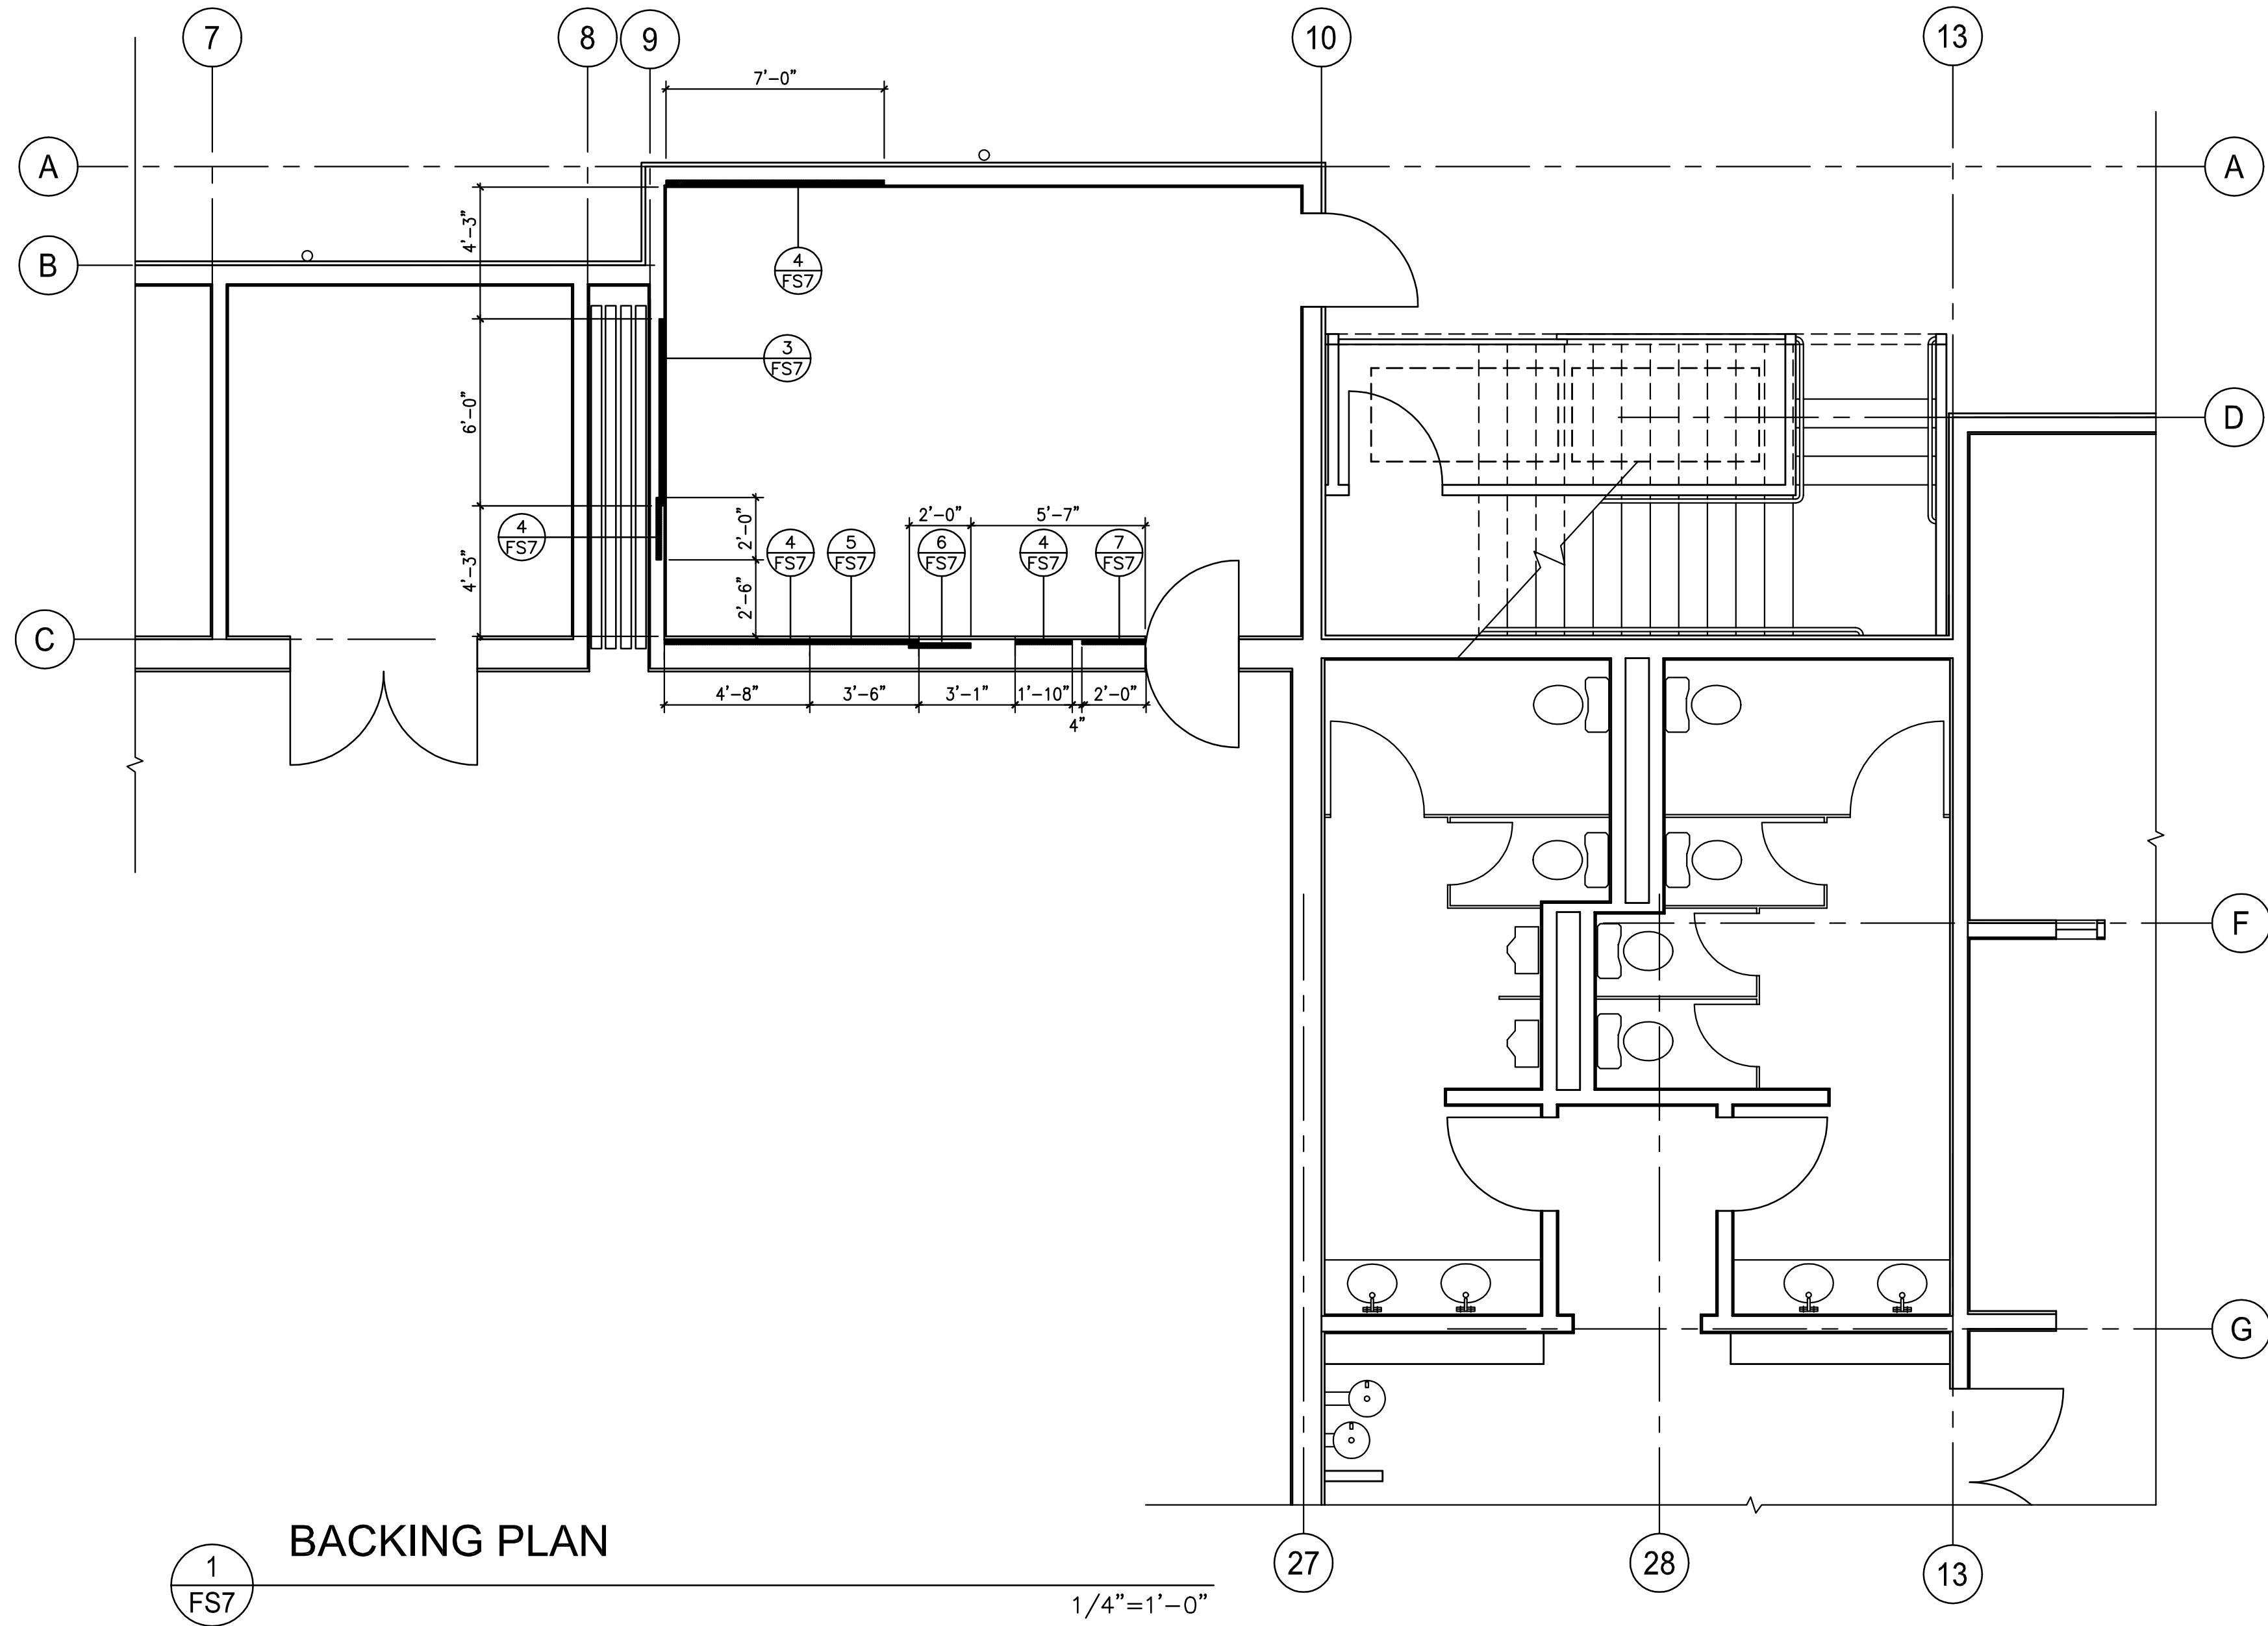 7
8
9
10
13
7'-0"
A
A
4'-3"
B
4
FS7
3
FS7
6'-0"
D
4
FS7
2'-0"
2'-0"
5'-7"
4
FS7
5
FS7
6
FS7
4
FS7
7
FS7
4'-3"
2'-6"
C
4'-8"
3'-6"
3'-1"
1'-10"
2'-0"
4"
F
G
27
28
13
BACKING PLAN
1
FS7
1/4"=1'-0"